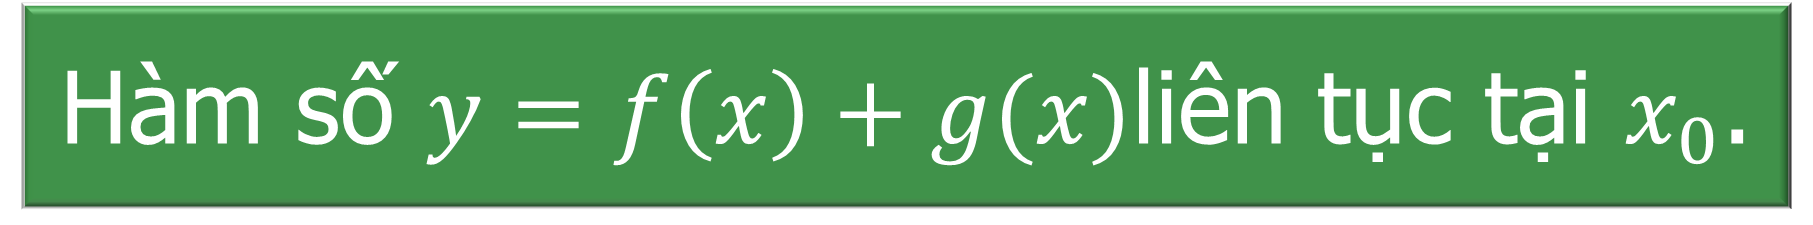 Hàm số y = f(x) + g(x)liên tục tại x₀.